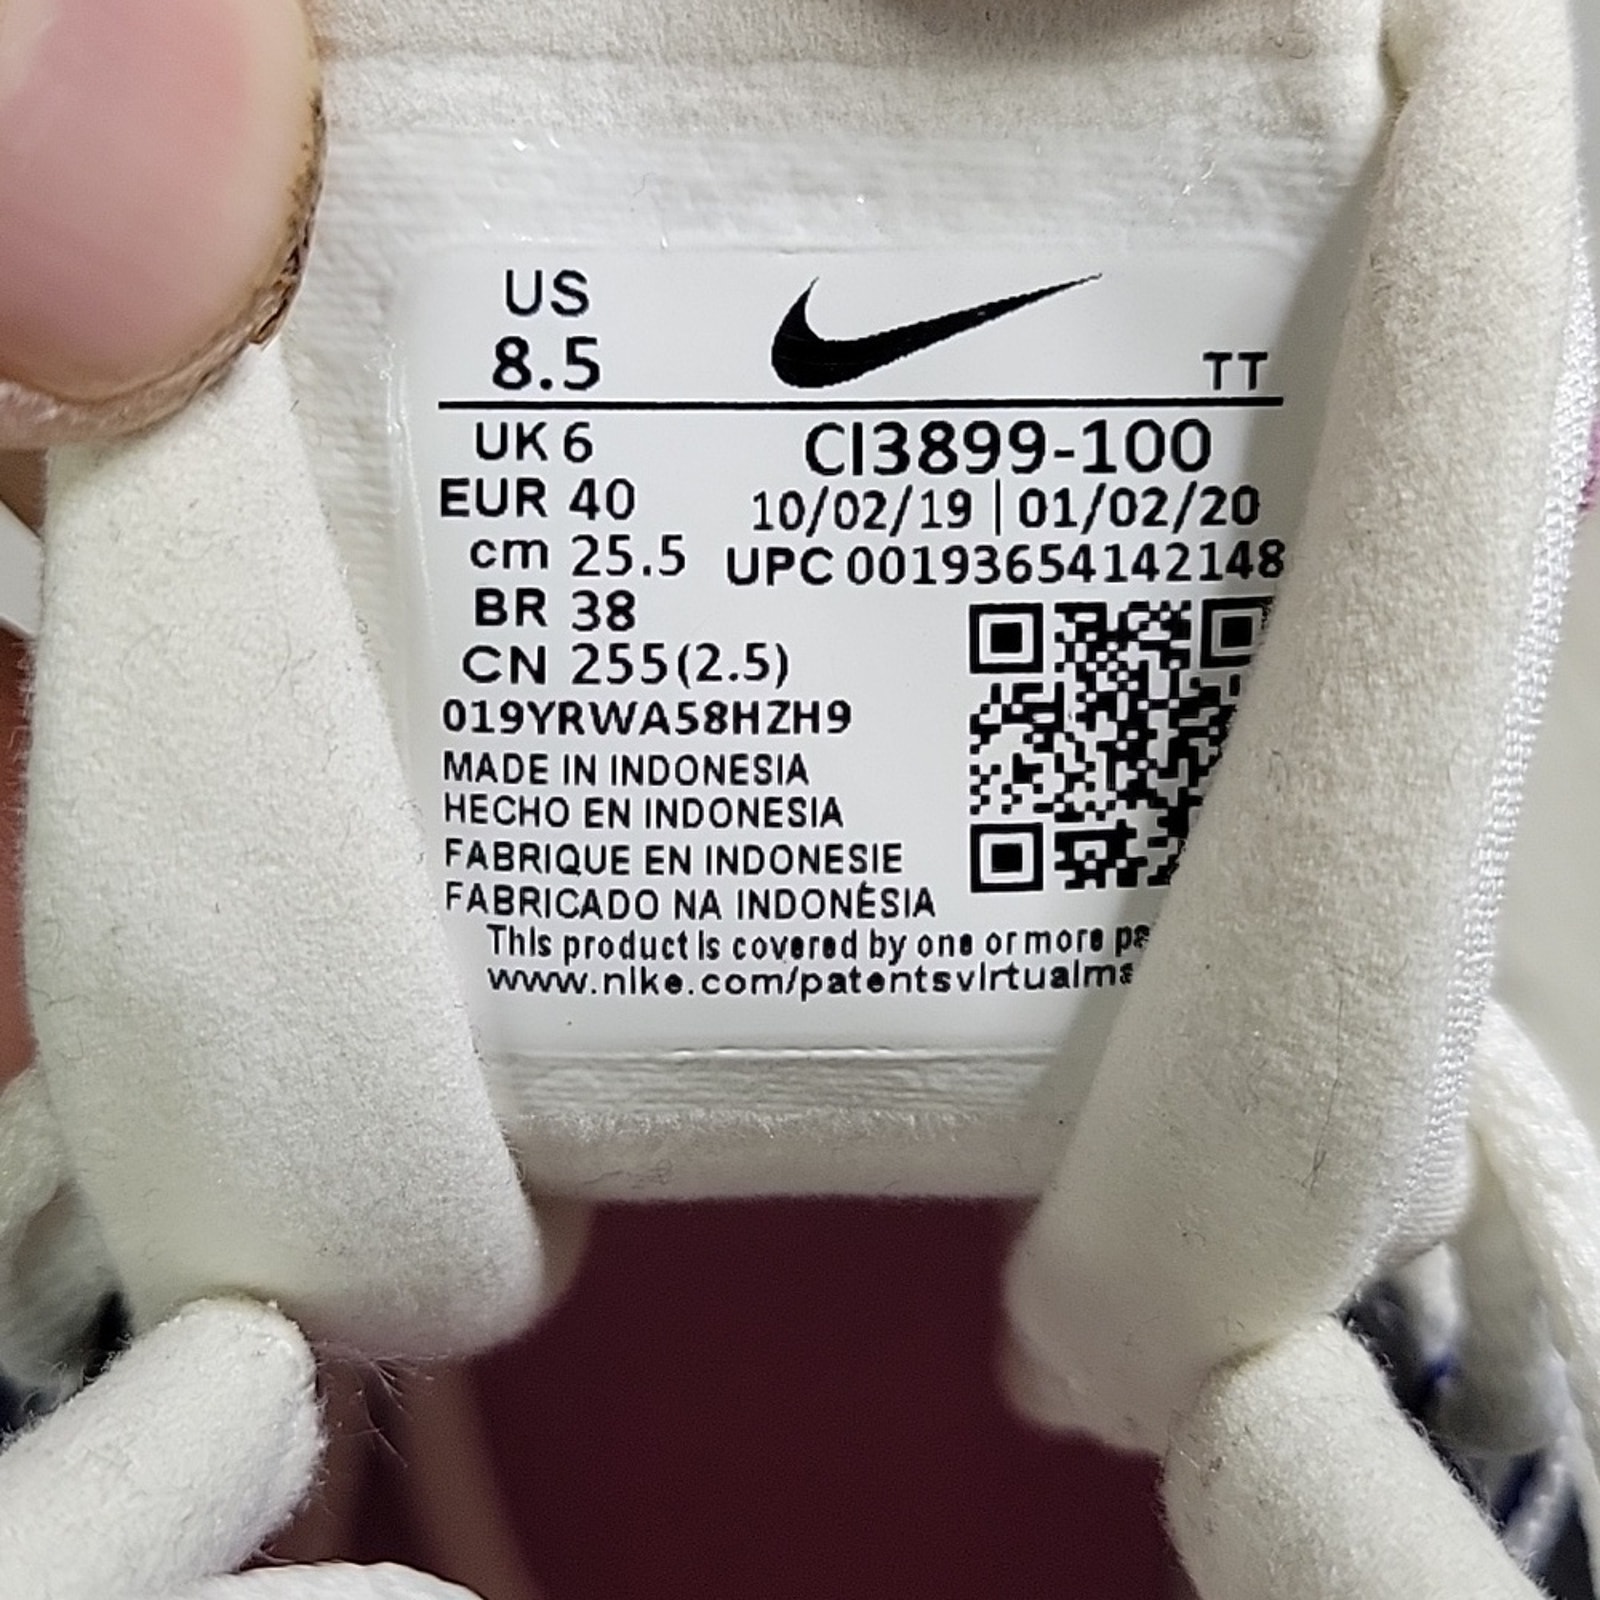 US
8.5
TT
UK 6
CI3899-100
EUR 40
10/02/19 | 01/02/20
cm 25.5
UPC 00193654142148
BR 38
CN 255(2.5)
019YRWA58HZH9
MADE IN INDONESIA
HECHO EN INDONESIA
FABRIQUE EN INDONESIE
FABRICADO NA INDONÉSIA
This product is covered by one or more
www.nike.com/patentsvirtualma